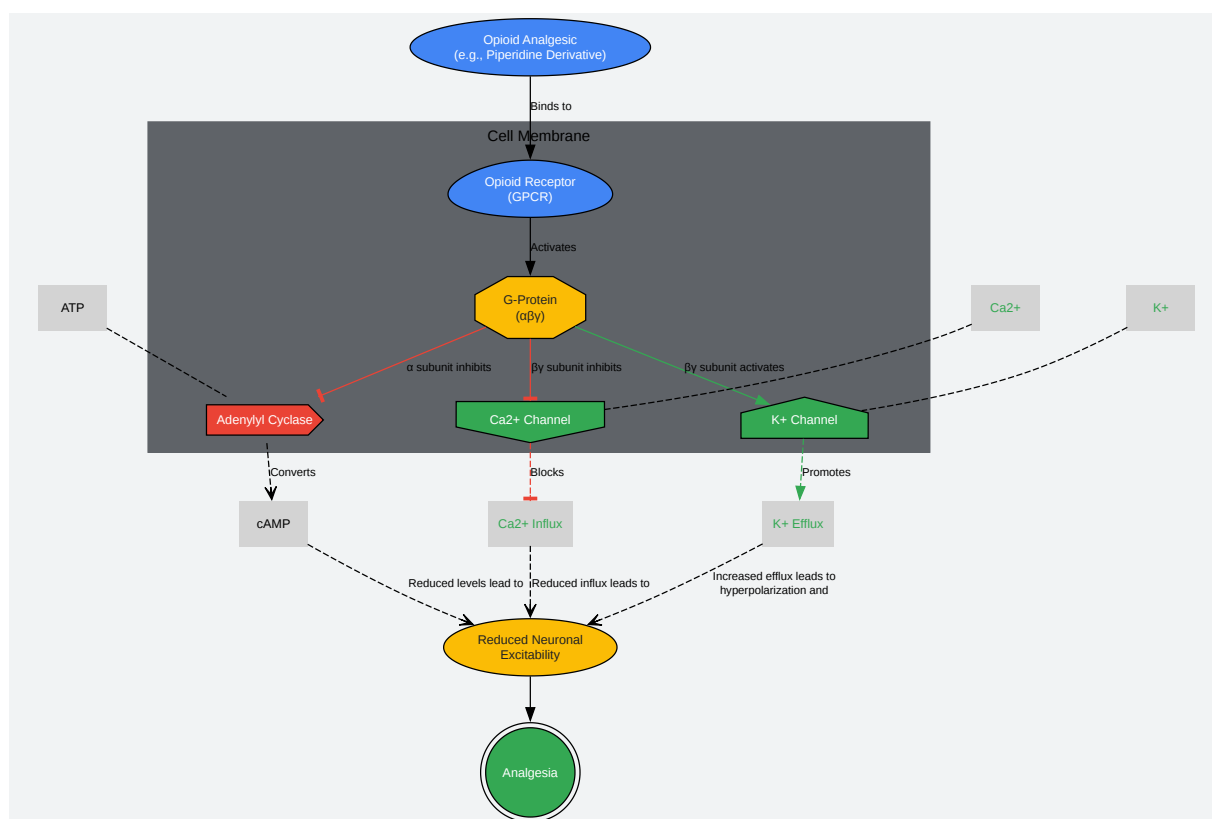 Opioid Analgesic
(e.g., Piperidine Derivative)
Binds to
Cell Membrane
Opioid Receptor
(GPCR)
Activates
ATP
G-Protein
(αβγ)
Ca2+
K+
α subunit inhibits
βγ subunit inhibits
βγ subunit activates
Adenylyl Cyclase
Ca2+ Channel
K+ Channel
Converts
Blocks
Promotes
cAMP
Ca2+ Influx
K+ Efflux
Reduced levels lead to
Reduced influx leads to
Increased efflux leads to
hyperpolarization and
Reduced Neuronal
Excitability
Analgesia